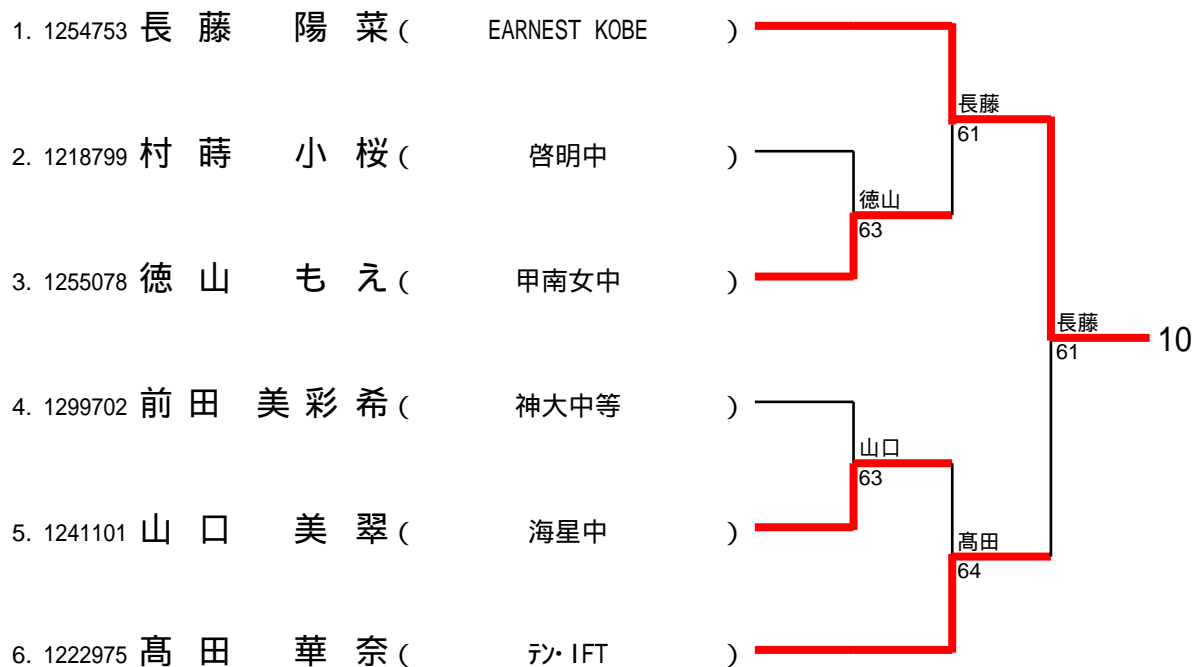 1. 1254753 長藤 陽菜 ( EARNEST KOBE )
長藤
61
2. 1218799 村蒔 小桜 ( 啓明中 )
徳山
63
3. 1255078 徳山 もえ ( 甲南女中 )
長藤
61
10
4. 1299702 前田 美彩希 ( 神大中等 )
山口
63
5. 1241101 山口 美翠 ( 海星中 )
髙田
64
6. 1222975 髙田 華奈 ( テン・IFT )